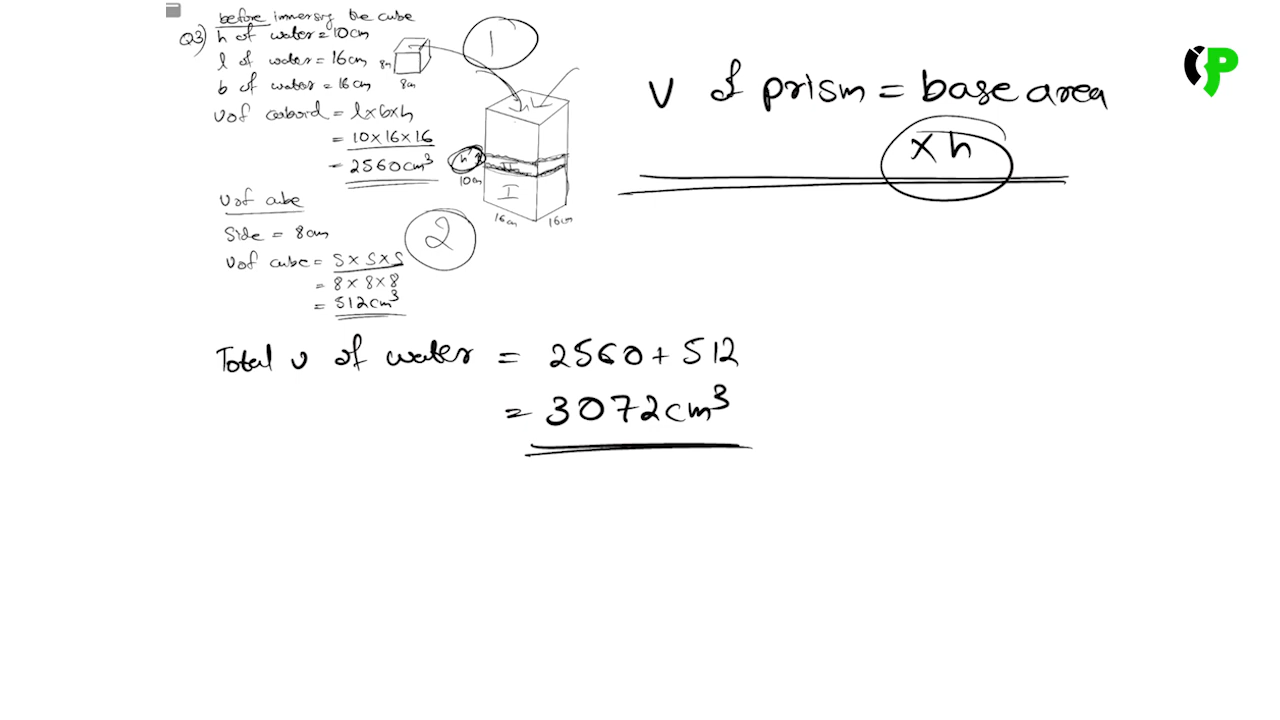 before immersing the cube
Q3) h of water = 10cm
l of water = 16cm
b of water = 16cm
v of cuboid = l×b×h
= 10×16×16
= 2560cm³
v of cube
Side = 8cm
v of cube = S×S×S
= 8×8×8
= 512cm³
8cm
8cm
1
h
10cm
I
16cm
16cm
2
v of prism = base area
×h
Total v of water = 2560+512
= 3072cm³
P